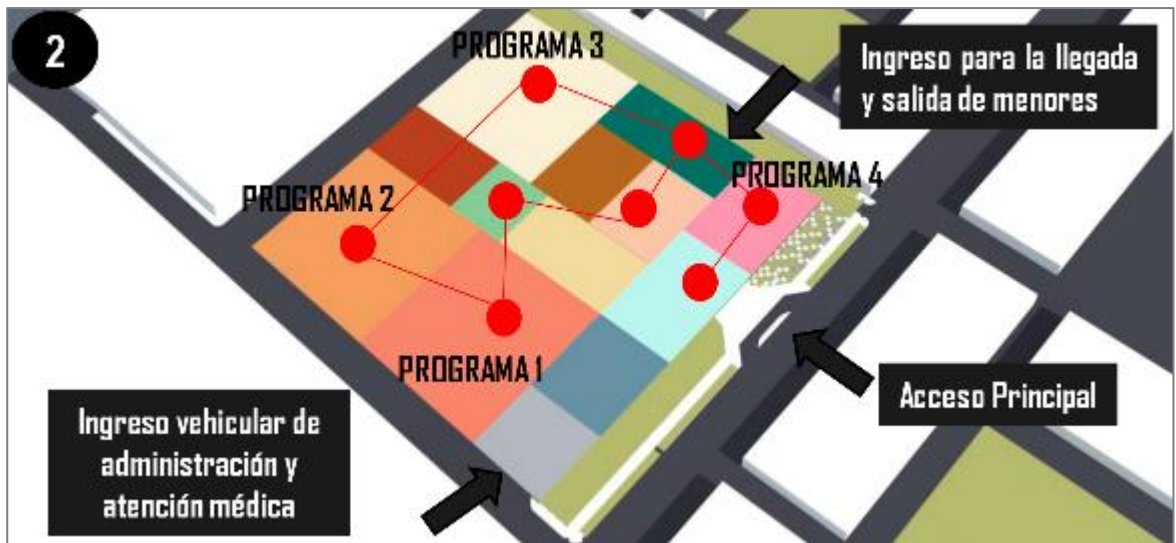 2
PROGRAMA 3
Ingreso para la llegada
y salida de menores
PROGRAMA 4
PROGRAMA 2
PROGRAMA 1
Acceso Principal
Ingreso vehicular de
administración y
atención médica